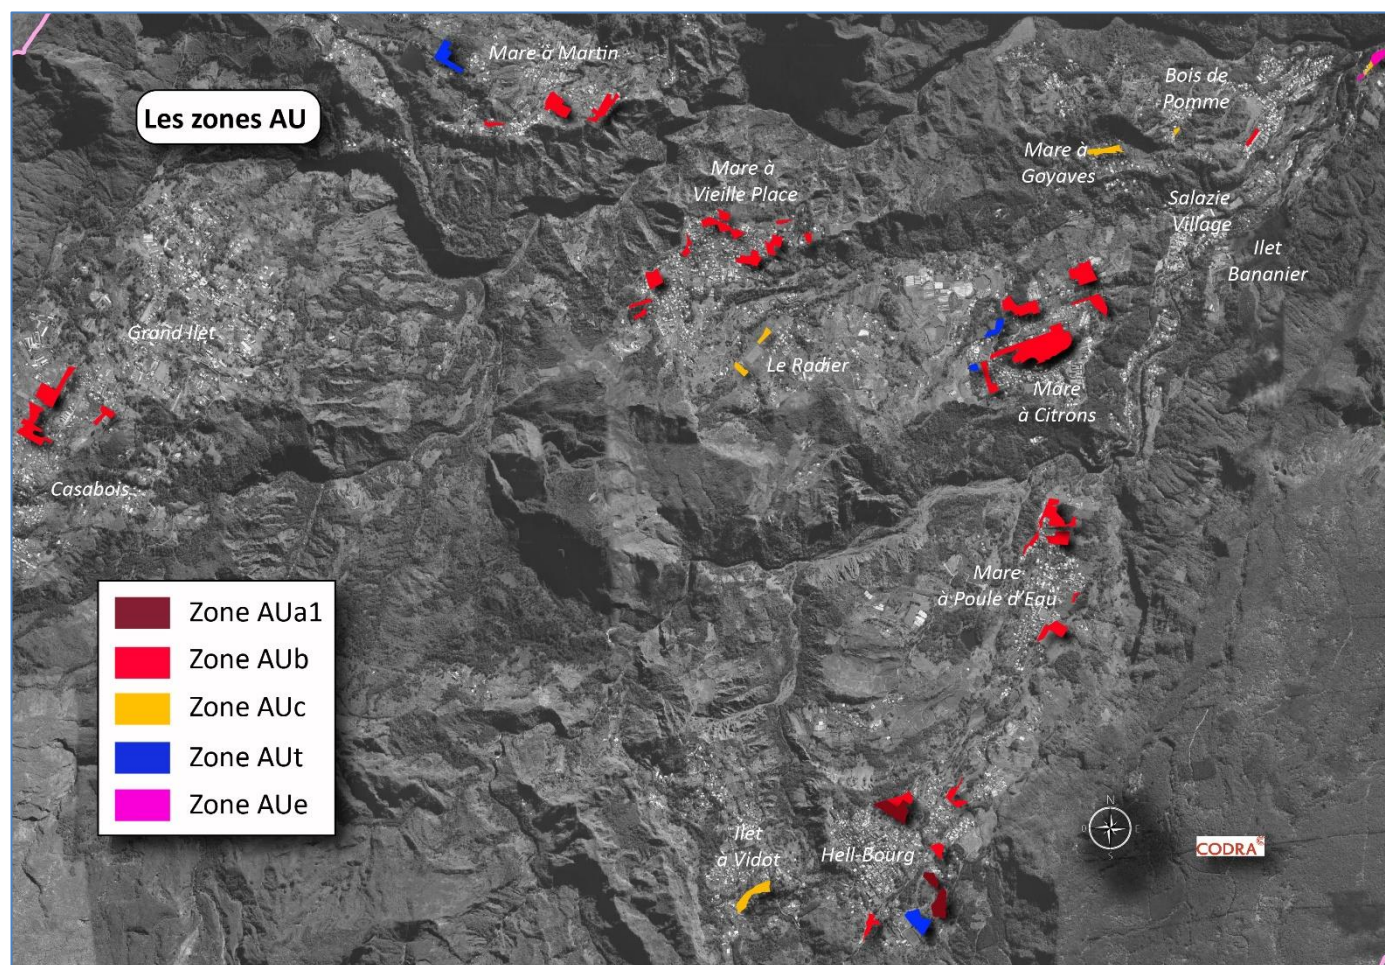 Mare à Martin
Les zones AU
Bois de
Pomme
Mare à
Goyaves
Mare à
Vieille Place
Salazie
Village
Ilet
Bananier
Grand Ilet
Le Radier
Mare
à Citrons
Casabois
Mare
à Poule d'Eau
Zone AUa1
Zone AUb
Zone AUc
Zone AUt
Zone AUe
Ilet
à Vidot
Hell-Bourg
N
O E
S
CODRA©